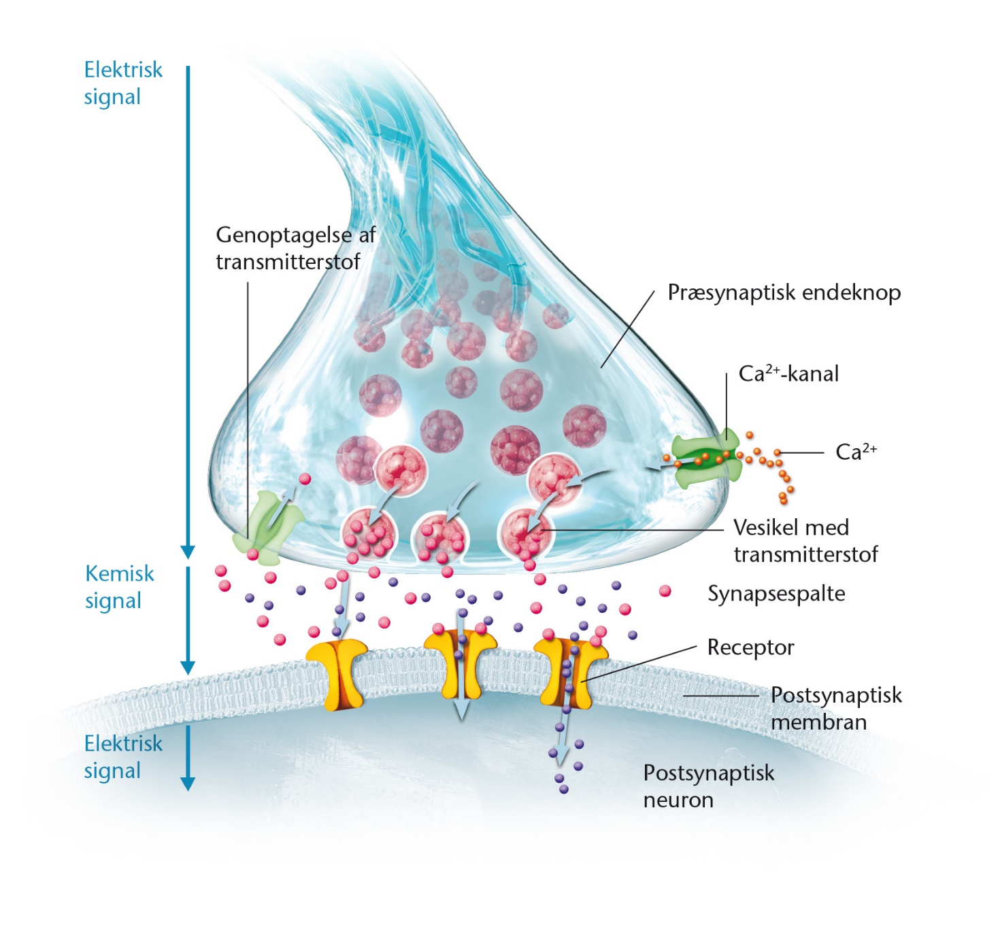 Elektrisk
signal
Genoptagelse af
transmitterstof
Præsynaptisk endeknop
Ca²⁺-kanal
Ca²⁺
Vesikel med
transmitterstof
Kemisk
signal
Synapsespalte
Receptor
Postsynaptisk
membran
Elektrisk
signal
Postsynaptisk
neuron